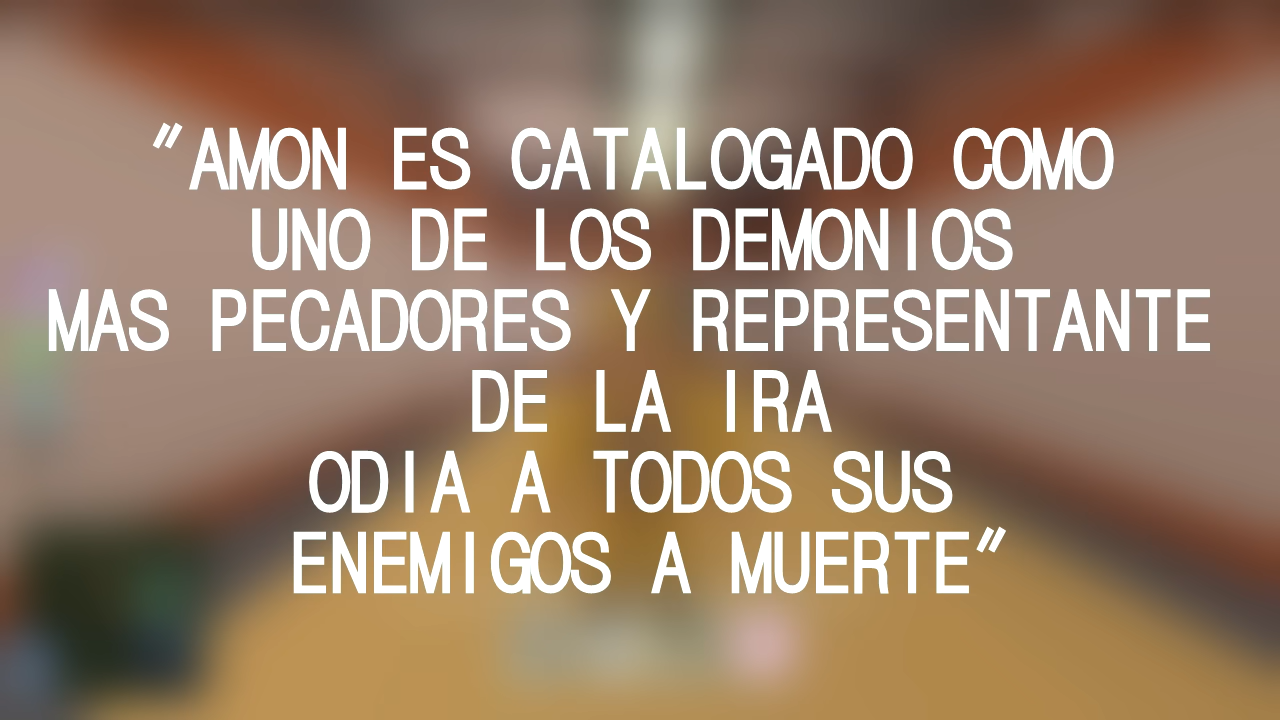 "AMON ES CATALOGADO COMO
UNO DE LOS DEMONIOS
MAS PECADORES Y REPRESENTANTE
DE LA IRA
ODIA A TODOS SUS
ENEMIGOS A MUERTE"